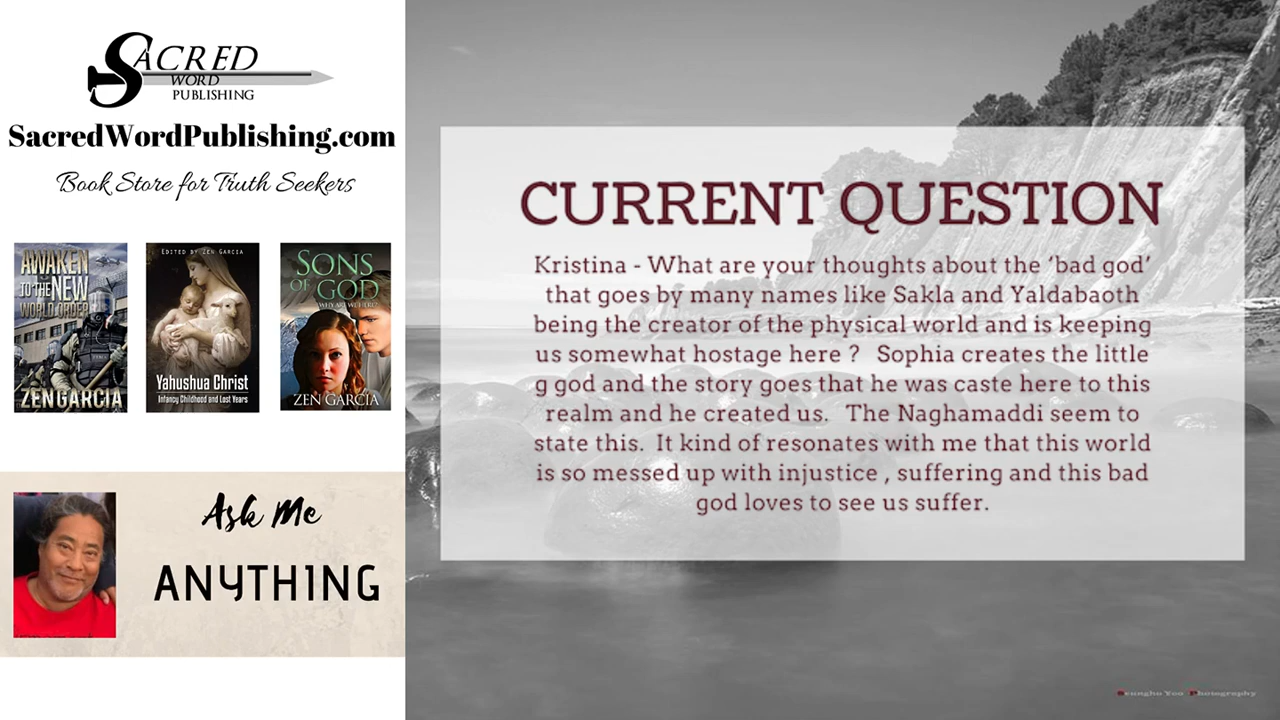 SACRED
WORD
PUBLISHING
SacredWordPublishing.com
Book Store for Truth Seekers
AWAKEN
TO THE NEW
WORLD ORDER
ZEN GARCIA
EDITED BY ZEN GARCIA
Yahushua Christ
Infancy Childhood and Lost Years
SONS
OF GOD
WHY ARE WE HERE?
ZEN GARCIA
Ask Me
ANYTHING
CURRENT QUESTION
Kristina - What are your thoughts about the ‘bad god’
that goes by many names like Sakla and Yaldabaoth
being the creator of the physical world and is keeping
us somewhat hostage here ? Sophia creates the little
g god and the story goes that he was caste here to this
realm and he created us. The Naghamaddi seem to
state this. It kind of resonates with me that this world
is so messed up with injustice , suffering and this bad
god loves to see us suffer.
Seungho Yoo Photography